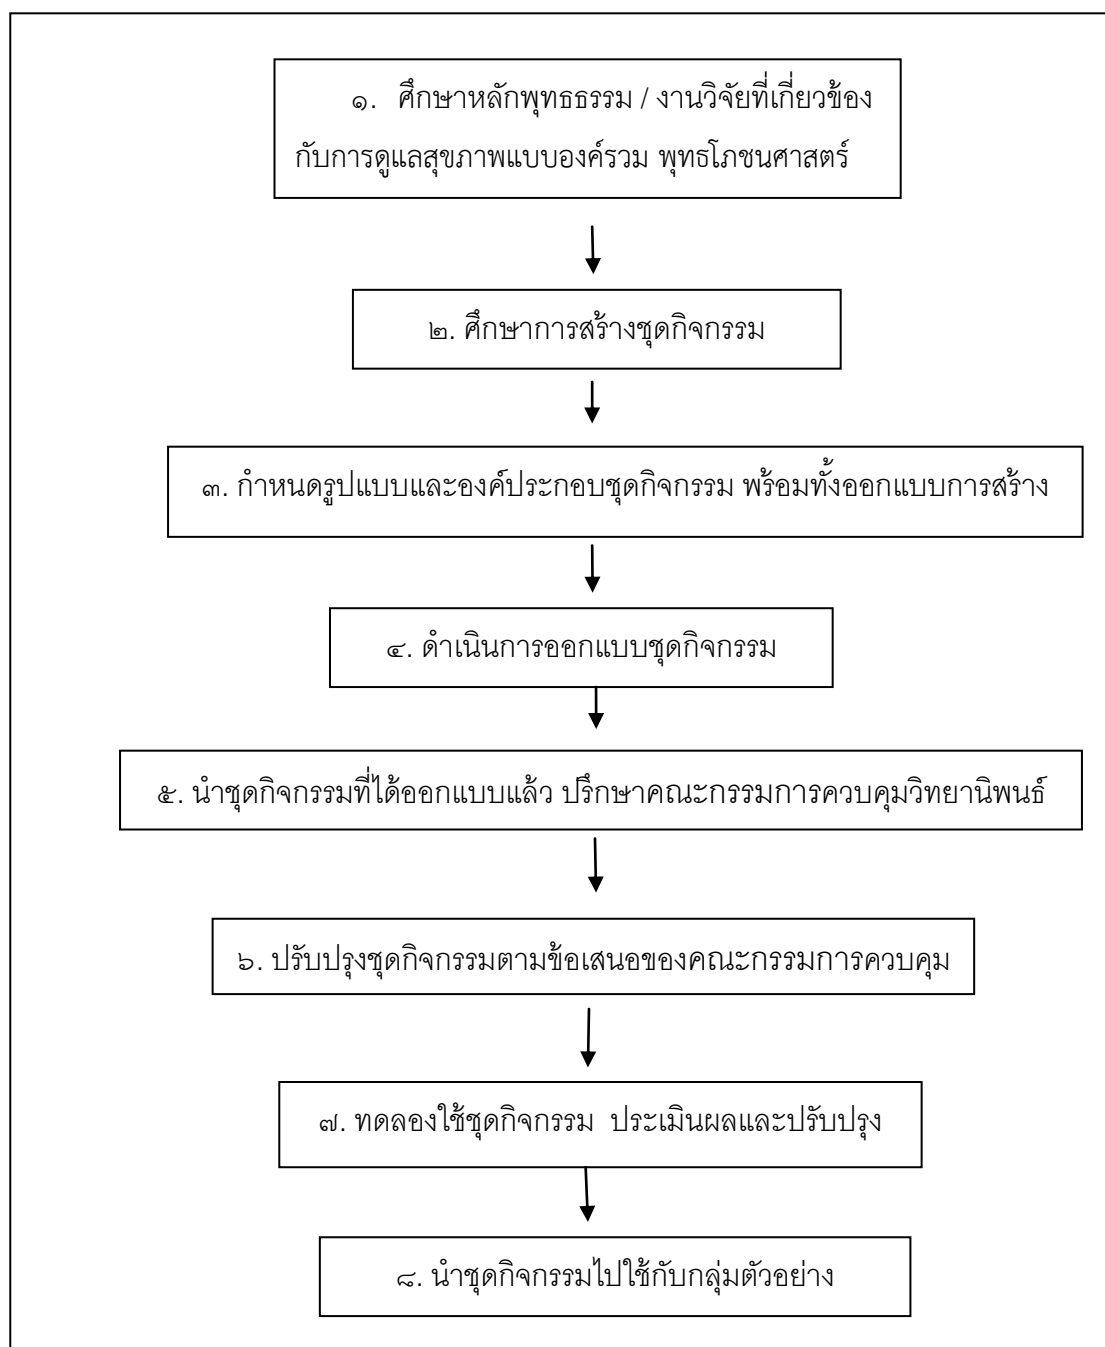 ๑. ศึกษาหลักพุทธธรรม / งานวิจัยที่เกี่ยวข้อง
กับการดูแลสุขภาพแบบองค์รวม พุทธโภชนศาสตร์
๒. ศึกษาการสร้างชุดกิจกรรม
๓. กำหนดรูปแบบและองค์ประกอบชุดกิจกรรม พร้อมทั้งออกแบบการสร้าง
๔. ดำเนินการออกแบบชุดกิจกรรม
๕. นำชุดกิจกรรมที่ได้ออกแบบแล้ว ปรึกษาคณะกรรมการควบคุมวิทยานิพนธ์
๖. ปรับปรุงชุดกิจกรรมตามข้อเสนอของคณะกรรมการควบคุม
๗. ทดลองใช้ชุดกิจกรรม ประเมินผลและปรับปรุง
๘. นำชุดกิจกรรมไปใช้กับกลุ่มตัวอย่าง